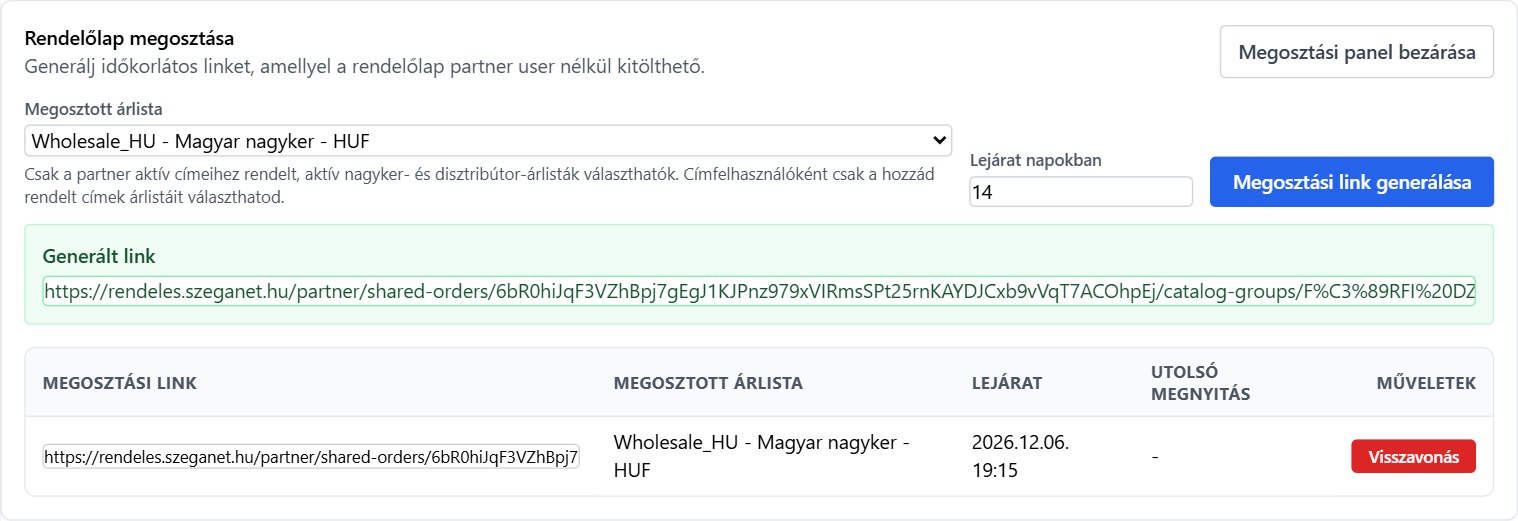 Rendelőlap megosztása
Generálj időkorlátos linket, amellyel a rendelőlap partner user nélkül kitölthető.
Megosztási panel bezárása
Megosztott árlista
Wholesale_HU - Magyar nagyker - HUF
Csak a partner aktív címeihez rendelt, aktív nagyker- és disztribútor-árlisták választhatók. Címfelhasználóként csak a hozzád
rendelt címek árlistáit választhatod.
Lejárat napokban
14
Megosztási link generálása
Generált link
https://rendeles.szeganet.hu/partner/shared-orders/6bR0hiJqF3VZhBpj7gEgJ1KJPnz979xVIRmsSPt25rnKAYDJCxb9vVqT7ACOhpEj/catalog-groups/F%C3%89RFI%20DZ
MEGOSZTÁSI LINK
MEGOSZTOTT ÁRLISTA
LEJÁRAT
UTOLSÓ
MEGNYITÁS
MŰVELETEK
https://rendeles.szeganet.hu/partner/shared-orders/6bR0hiJqF3VZhBpj7
Wholesale_HU - Magyar nagyker -
HUF
2026.12.06.
19:15
-
Visszavonás